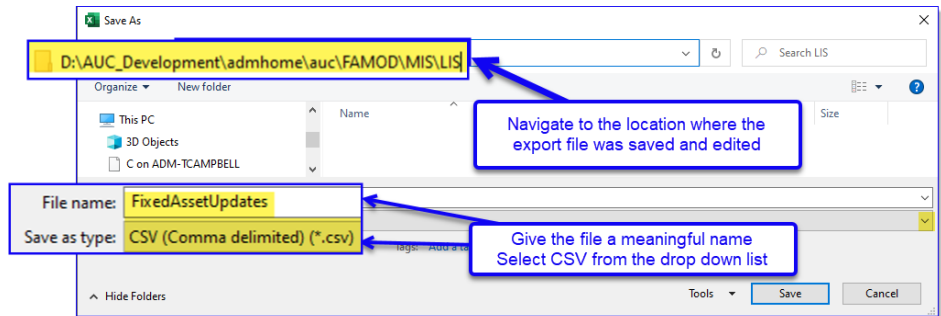 Save As
D:\AUC_Development\admhome\auc\FAMOD\MIS\LIS
Search LIS
Organize
New folder
This PC
3D Objects
C on ADM-TCAMPBELL
Name
Size
Navigate to the location where the
export file was saved and edited
File name: FixedAssetUpdates
Save as type: CSV (Comma delimited) (*.csv)
Give the file a meaningful name
Select CSV from the drop down list
Tags: Add a
Hide Folders
Tools
Save
Cancel